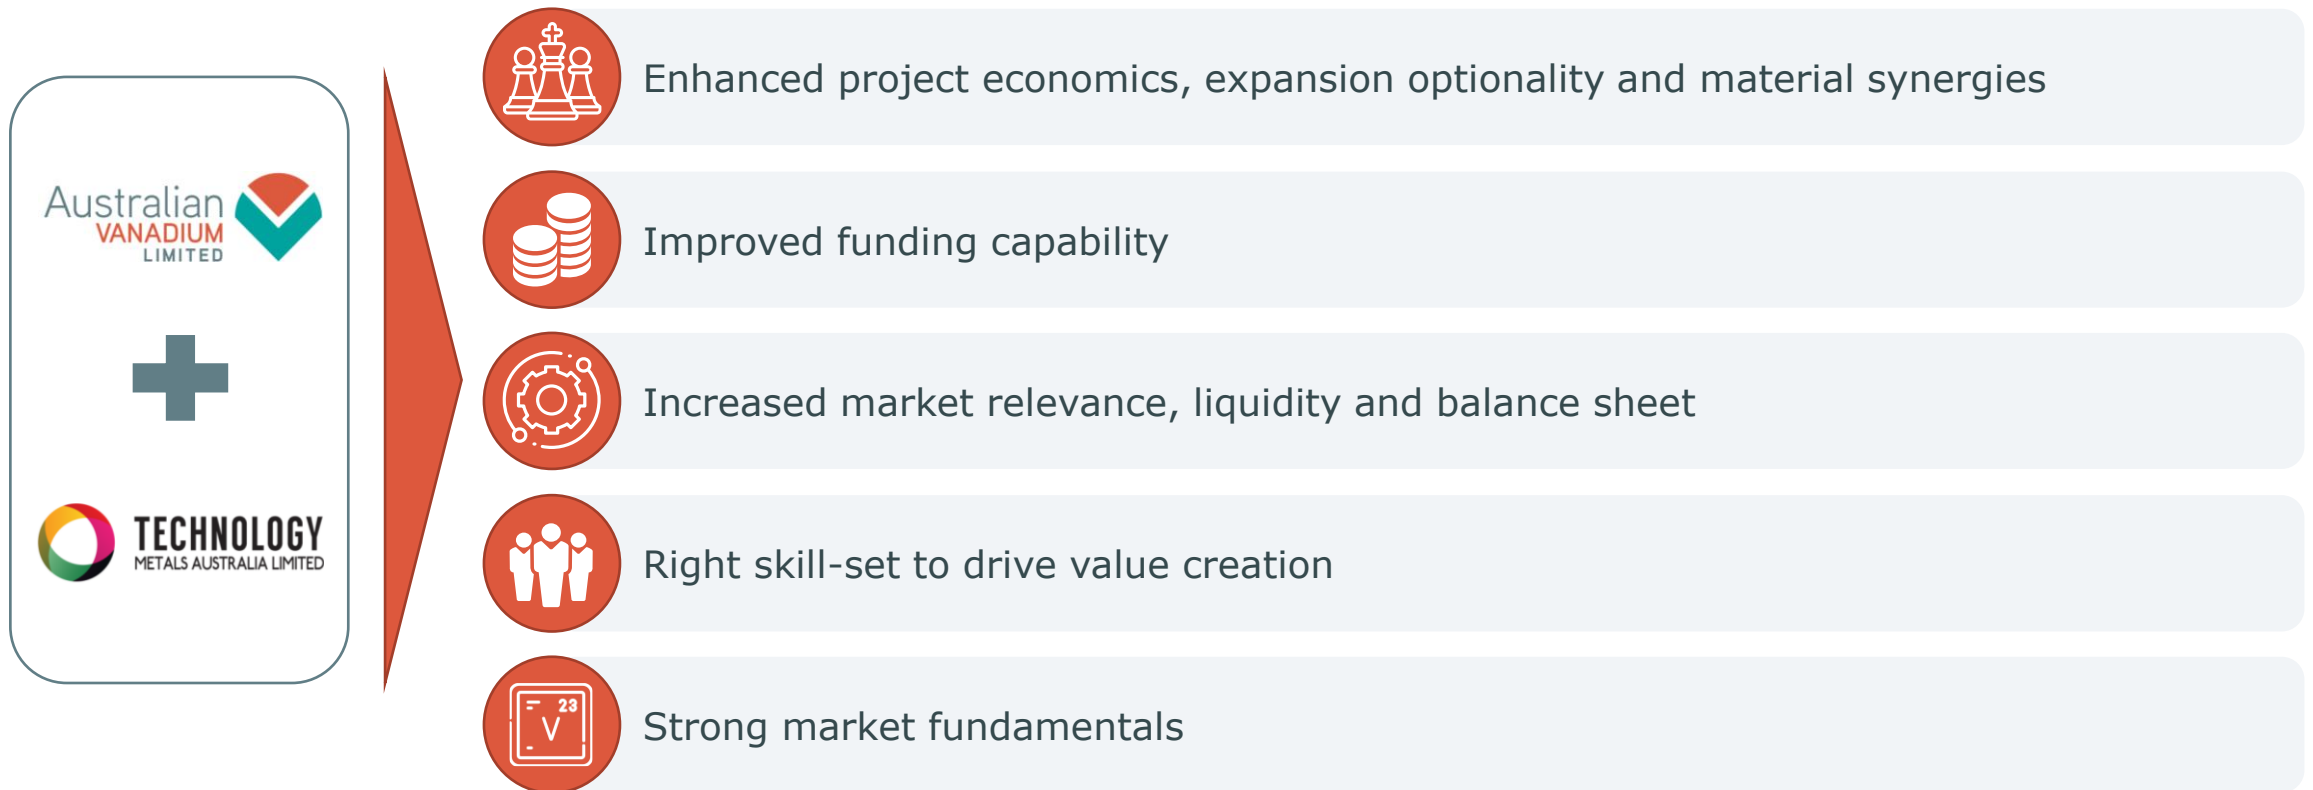 Australian
VANADIUM
LIMITED
TECHNOLOGY
METALS AUSTRALIA LIMITED
Enhanced project economics, expansion optionality and material synergies
Improved funding capability
Increased market relevance, liquidity and balance sheet
Right skill-set to drive value creation
23
V
Strong market fundamentals